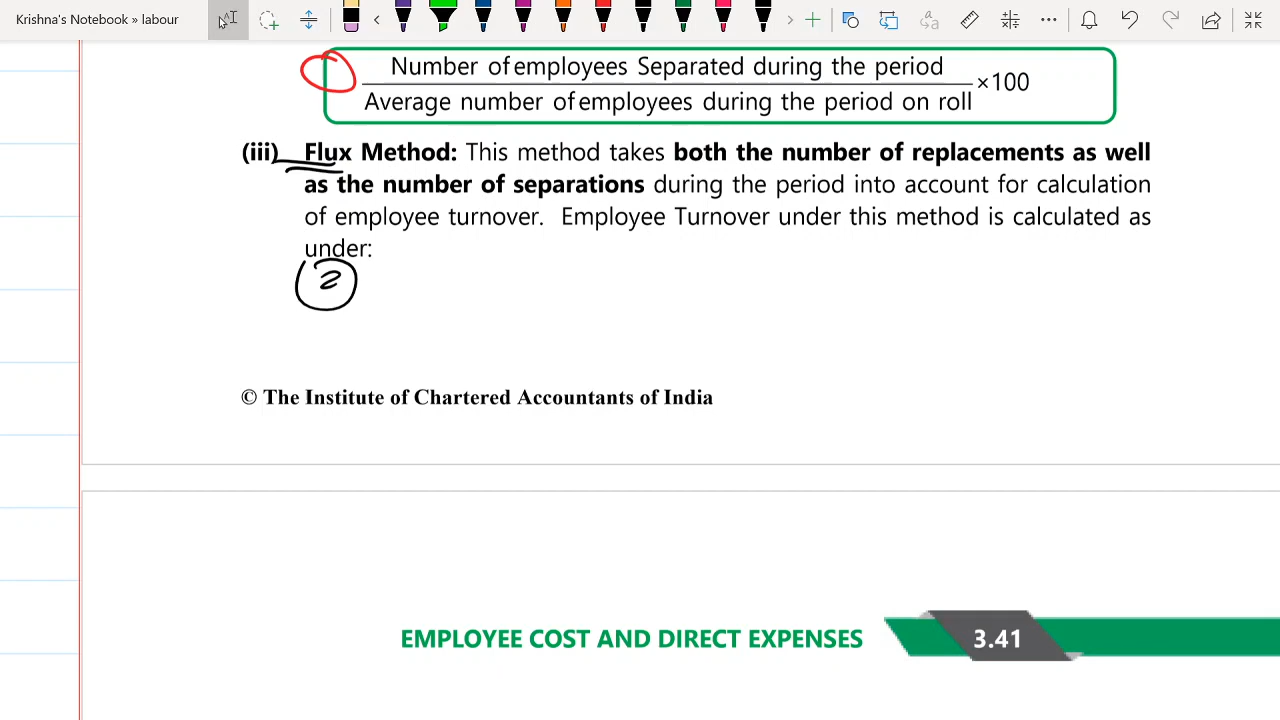 Krishna's Notebook » labour
Number of employees Separated during the period
Average number of employees during the period on roll
×100
(iii) Flux Method: This method takes both the number of replacements as well
as the number of separations during the period into account for calculation
of employee turnover. Employee Turnover under this method is calculated as
under:
2
© The Institute of Chartered Accountants of India
EMPLOYEE COST AND DIRECT EXPENSES 3.41